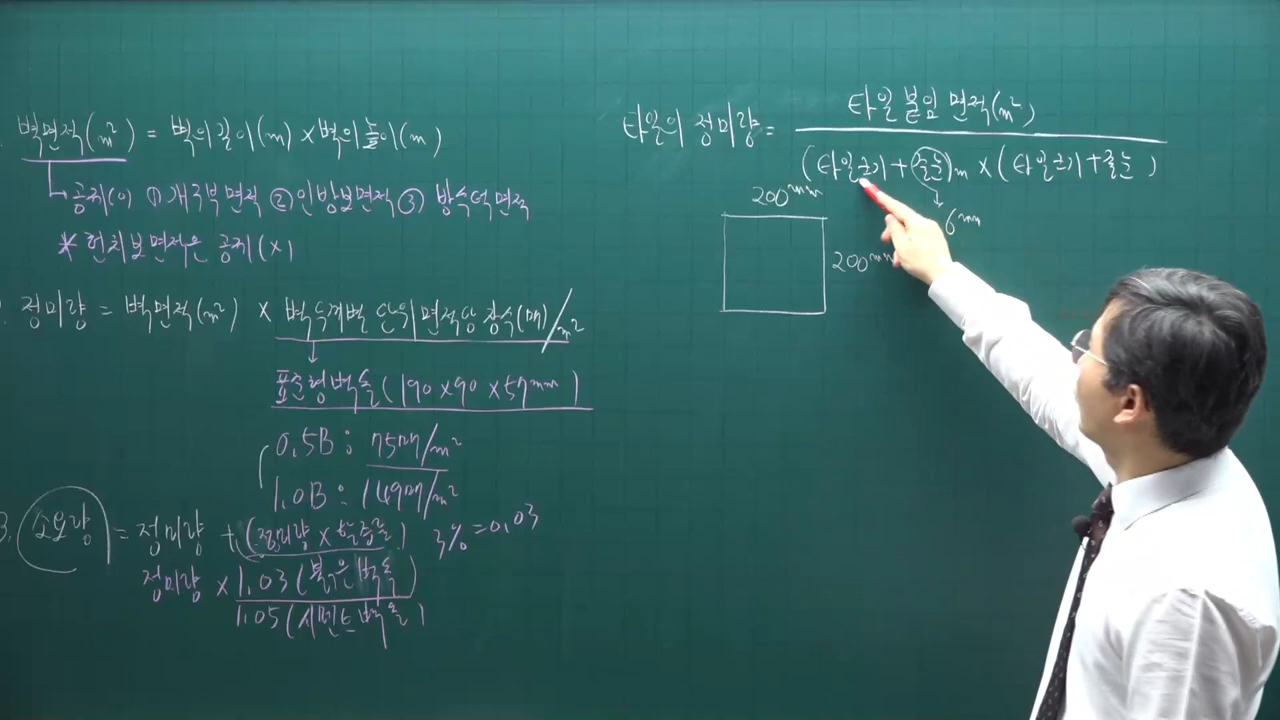 벽면적(m²) = 벽의 길이(m) × 벽의 높이(m)
공제(o) ① 개구부면적 ② 인방보면적 ③ 방습턱면적
* 헌치보면적은 공제(×)
2. 정미량 = 벽면적(m²) × 벽두께별 단위면적당 장수(매)/m²
표준형벽돌(190×90×57mm)
0.5B : 75매/m²
1.0B : 149매/m²
3. 소요량 = 정미량 + (정미량 × 할증율) 3% = 0.03
정미량 × 1.03(붉은벽돌)
1.05(시멘트벽돌)
타일의 정미량 = 타일 붙임 면적(m²)
(타일크기+줄눈)m × (타일크기+줄눈)
6mm
200mm
200mm